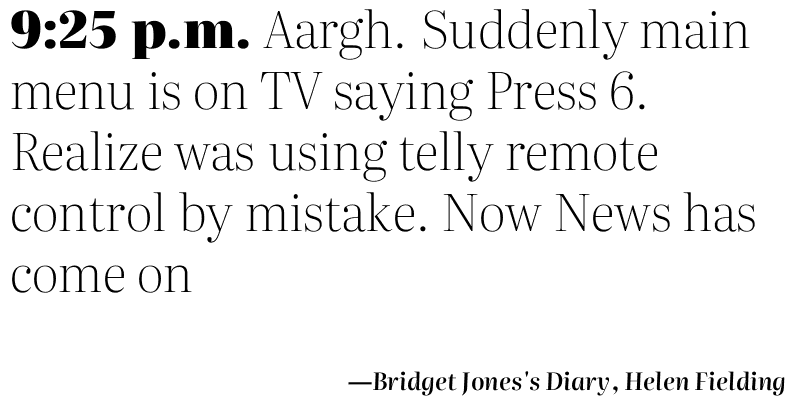 9:25 p.m. Aargh. Suddenly main
menu is on TV saying Press 6.
Realize was using telly remote
control by mistake. Now News has
come on
—Bridget Jones's Diary, Helen Fielding